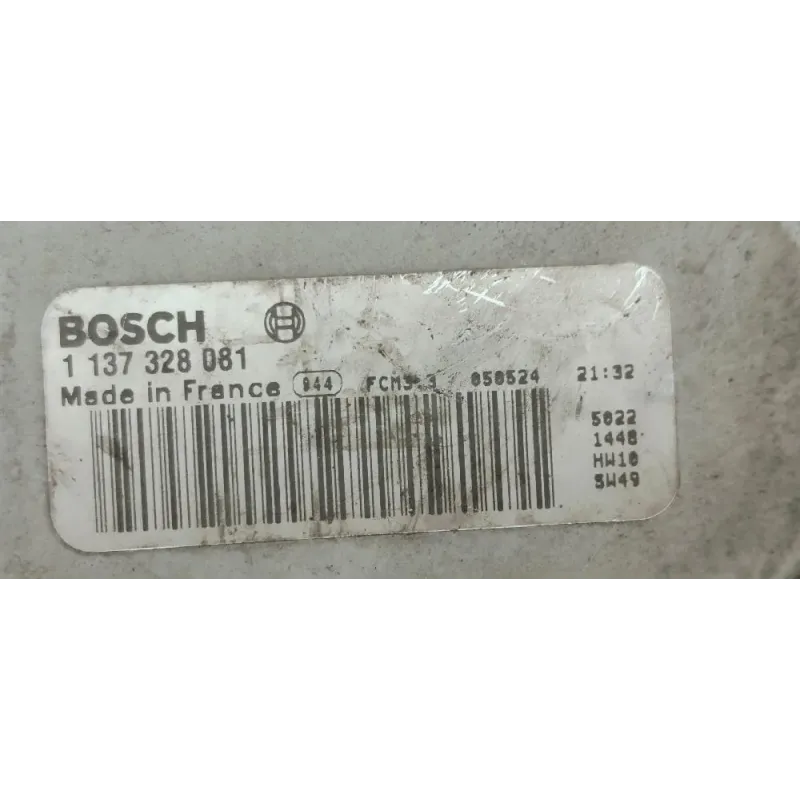 BOSCH
1 137 328 081
Made in France 944 FCM3.3 050524 21:32
5022
1448
HW10
SW49